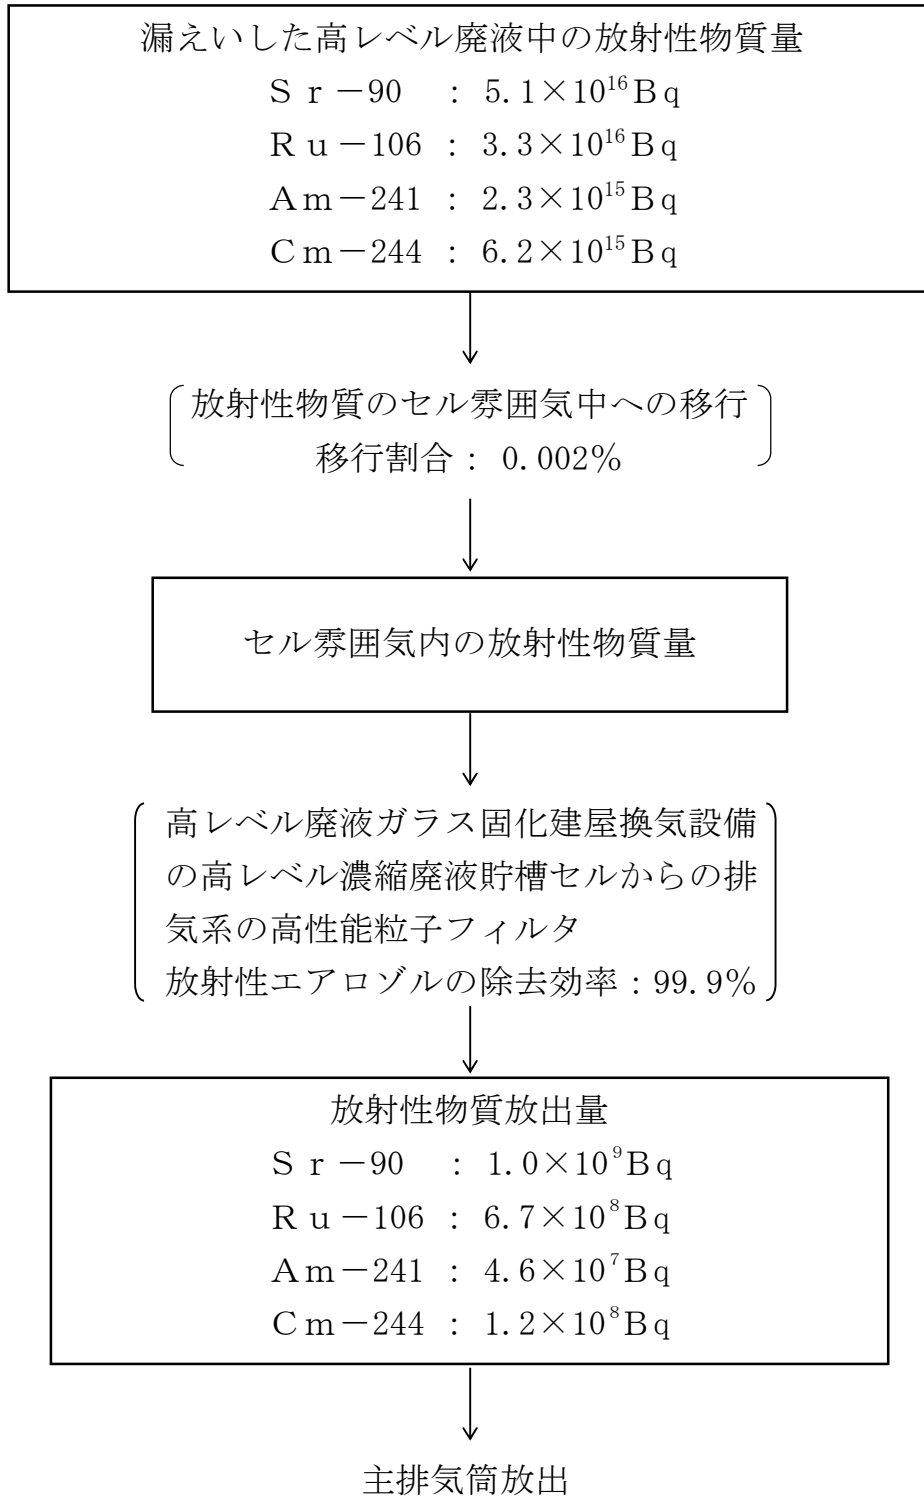 漏えいした高レベル廃液中の放射性物質量
Ｓｒ－90 : 5.1×10¹⁶Ｂｑ
Ｒｕ－106 : 3.3×10¹⁶Ｂｑ
Ａｍ－241 : 2.3×10¹⁵Ｂｑ
Ｃｍ－244 : 6.2×10¹⁵Ｂｑ
放射性物質のセル雰囲気中への移行
移行割合： 0.002％
セル雰囲気内の放射性物質量
高レベル廃液ガラス固化建屋換気設備
の高レベル濃縮廃液貯槽セルからの排
気系の高性能粒子フィルタ
放射性エアロゾルの除去効率：99.9％
放射性物質放出量
Ｓｒ－90 : 1.0×10⁹Ｂｑ
Ｒｕ－106 : 6.7×10⁸Ｂｑ
Ａｍ－241 : 4.6×10⁷Ｂｑ
Ｃｍ－244 : 1.2×10⁸Ｂｑ
主排気筒放出